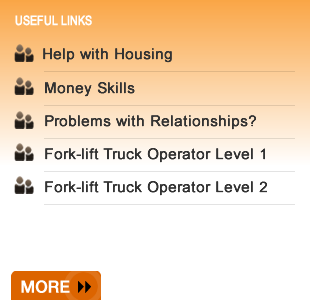 USEFUL LINKS
Help with Housing
Money Skills
Problems with Relationships?
Fork-lift Truck Operator Level 1
Fork-lift Truck Operator Level 2
MORE